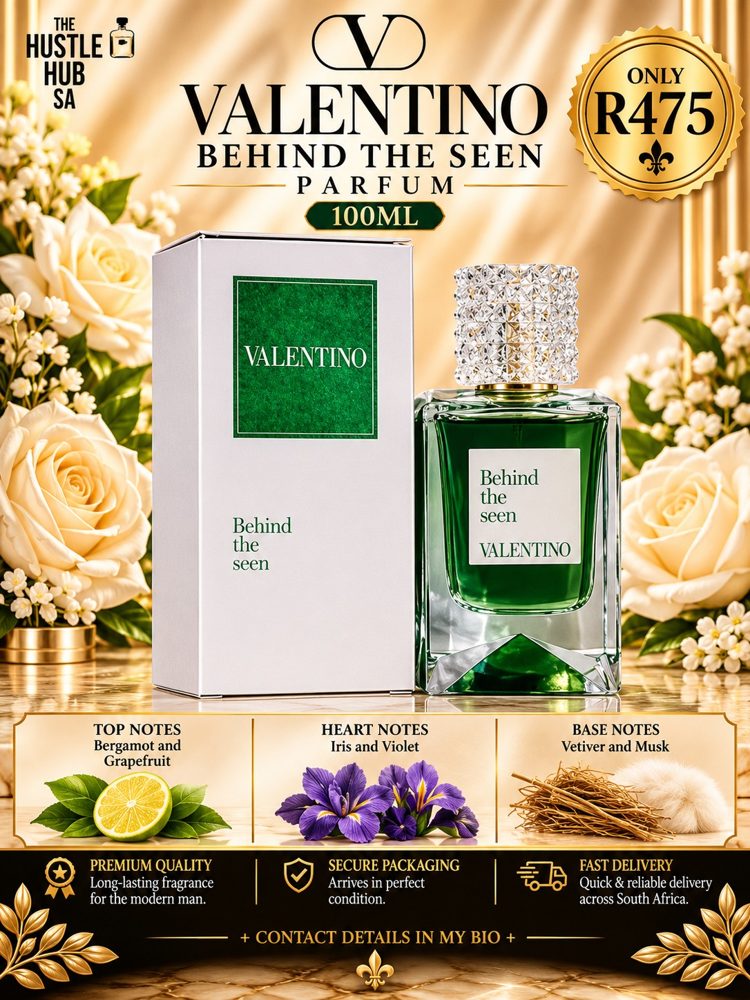 THE
HUSTLE
HUB
SA
V
VALENTINO
BEHIND THE SEEN
PARFUM
100ML
ONLY
R475
VALENTINO
Behind
the
seen
Behind
the
seen
VALENTINO
TOP NOTES
Bergamot and
Grapefruit
HEART NOTES
Iris and Violet
BASE NOTES
Vetiver and Musk
PREMIUM QUALITY
Long-lasting fragrance
for the modern man.
SECURE PACKAGING
Arrives in perfect
condition.
FAST DELIVERY
Quick & reliable delivery
across South Africa.
+ CONTACT DETAILS IN MY BIO +